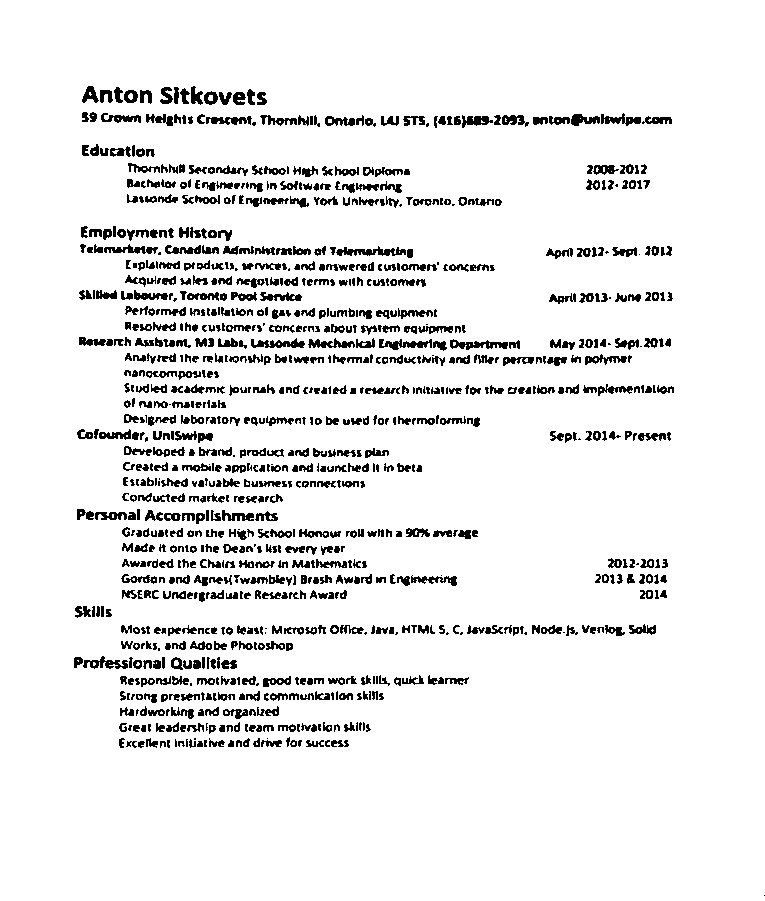 Anton Sitkovets
59 Crown Heights Crescent, Thornhill, Ontario, L4J 5T5, (416)689-2093, anton@uniswipe.com
Education
Thornhhill Secondary School High School Diploma 2008-2012
Bachelor of Engineering in Software Engineering 2012- 2017
Lassonde School of Engineering, York University, Toronto, Ontario
Employment History
Telemarketer, Canadian Administration of Telemarketing April 2012- Sept. 2012
Explained products, services, and answered customers' concerns
Acquired sales and negotiated terms with customers
Skilled Labourer, Toronto Pool Service April 2013- June 2013
Performed installation of gas and plumbing equipment
Resolved the customers' concerns about system equipment
Research Assistant, M3 Labs, Lassonde Mechanical Engineering Department May 2014- Sept.2014
Analyzed the relationship between thermal conductivity and filler percentage in polymer
nanocomposites
Studied academic journals and created a research initiative for the creation and implementation
of nano-materials
Designed laboratory equipment to be used for thermoforming
Cofounder, UniSwipe Sept. 2014- Present
Developed a brand, product and business plan
Created a mobile application and launched it in beta
Established valuable business connections
Conducted market research
Personal Accomplishments
Graduated on the High School Honour roll with a 90% average
Made it onto the Dean's list every year
Awarded the Chairs Honor in Mathematics 2012-2013
Gordon and Agnes(Twambley) Brash Award in Engineering 2013 & 2014
NSERC Undergraduate Research Award 2014
Skills
Most experience to least: Microsoft Office, Java, HTML 5, C, JavaScript, Node.js, Verilog, Solid
Works, and Adobe Photoshop
Professional Qualities
Responsible, motivated, good team work skills, quick learner
Strong presentation and communication skills
Hardworking and organized
Great leadership and team motivation skills
Excellent initiative and drive for success